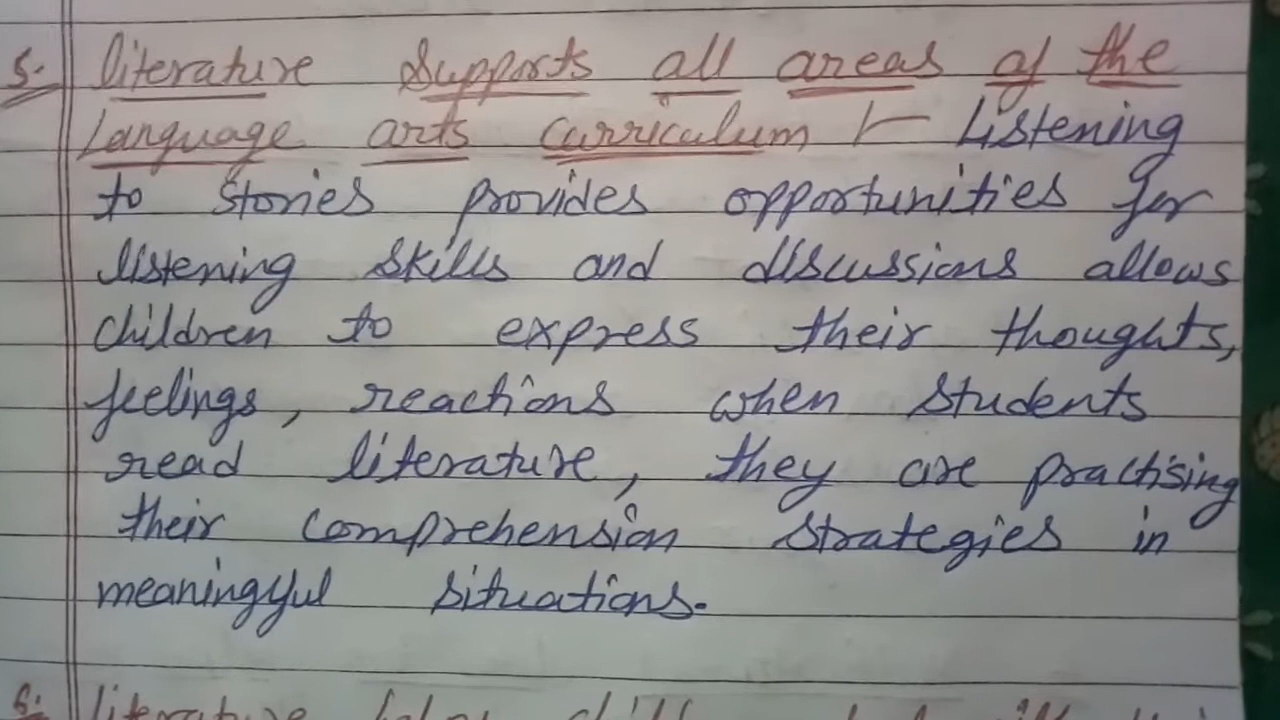 5. literature supports all areas of the
Language arts curriculum :- Listening
to stories provides opportunities for
listening skills and discussions allows
children to express their thoughts,
feelings, reactions when students
read literature, they are practising
their comprehension strategies in
meaningful situations.
6. literature